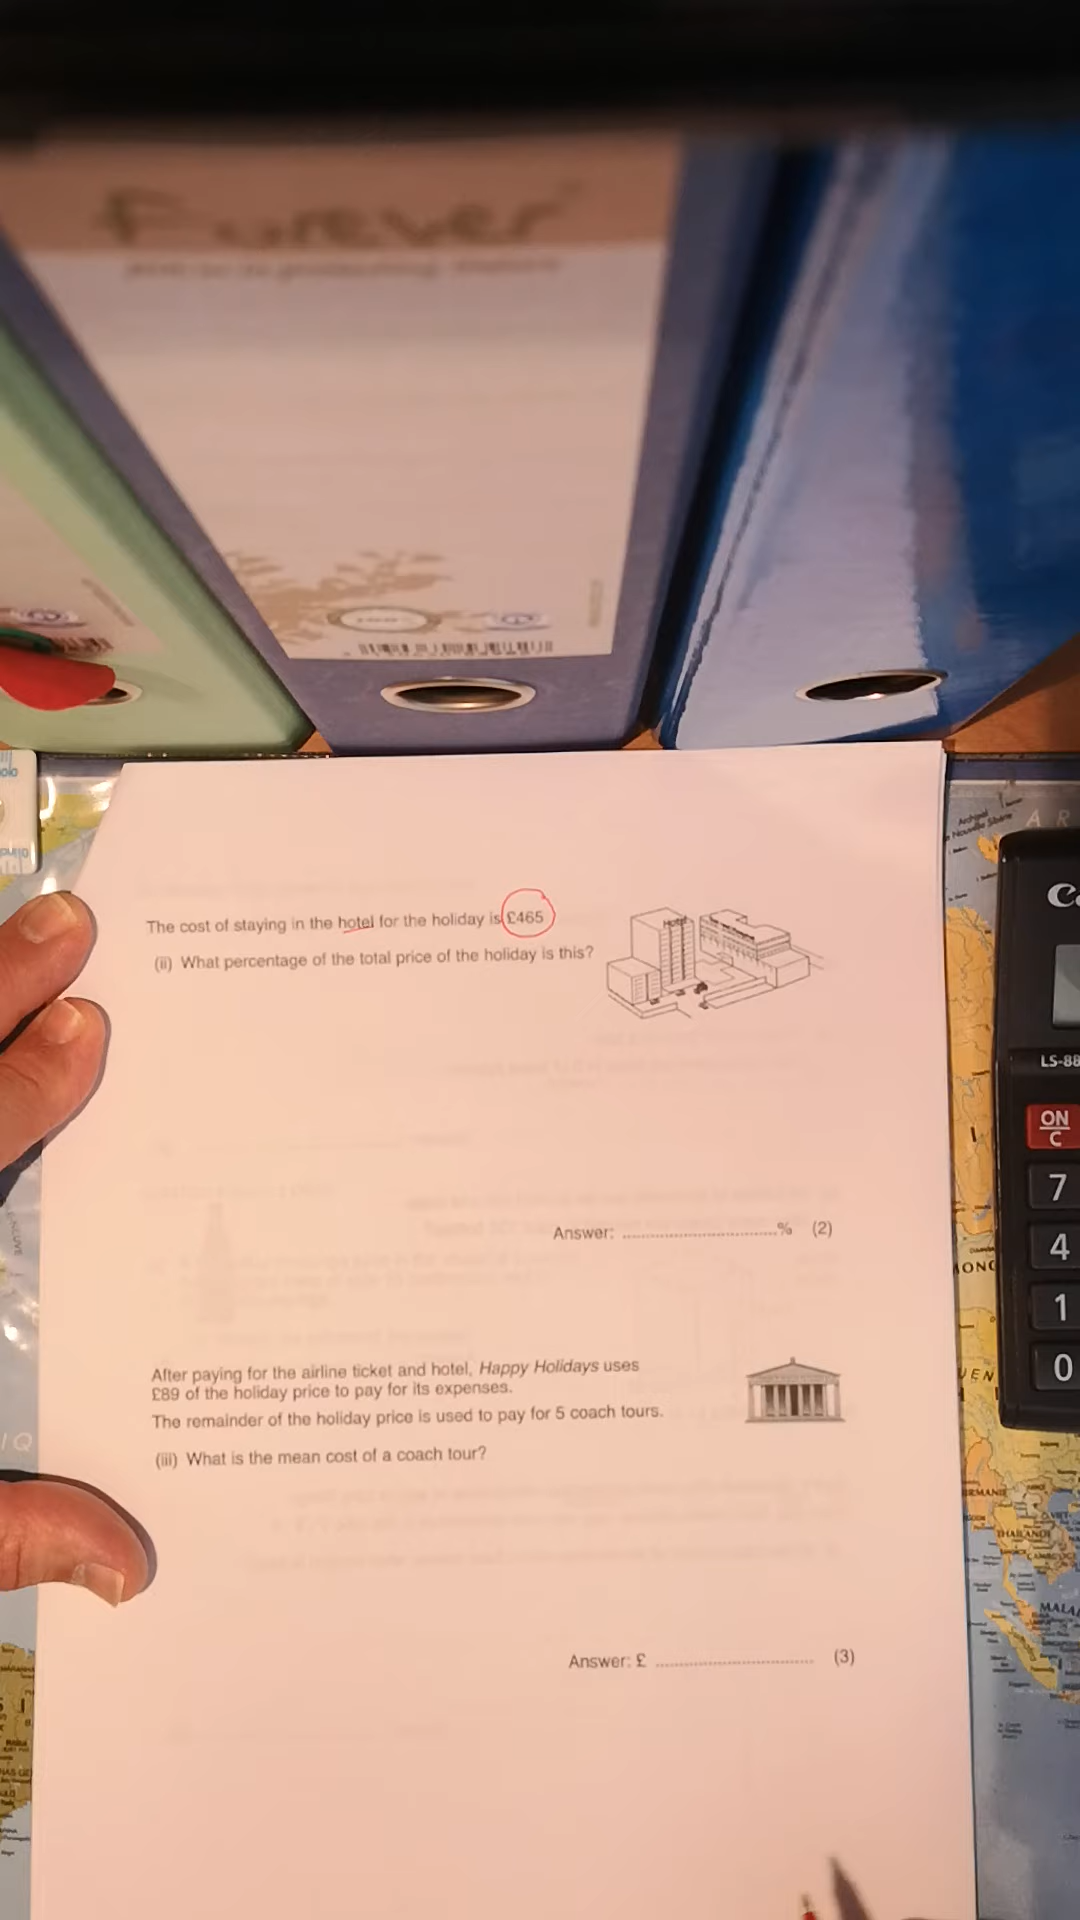 Forever
The cost of staying in the hotel for the holiday is £465
(ii) What percentage of the total price of the holiday is this?
Hotel
Answer: ................................% (2)
After paying for the airline ticket and hotel, Happy Holidays uses
£89 of the holiday price to pay for its expenses.
The remainder of the holiday price is used to pay for 5 coach tours.
(iii) What is the mean cost of a coach tour?
Answer: £ ................................ (3)
LS-88
ON
C
7
4
1
0
THAILANDE